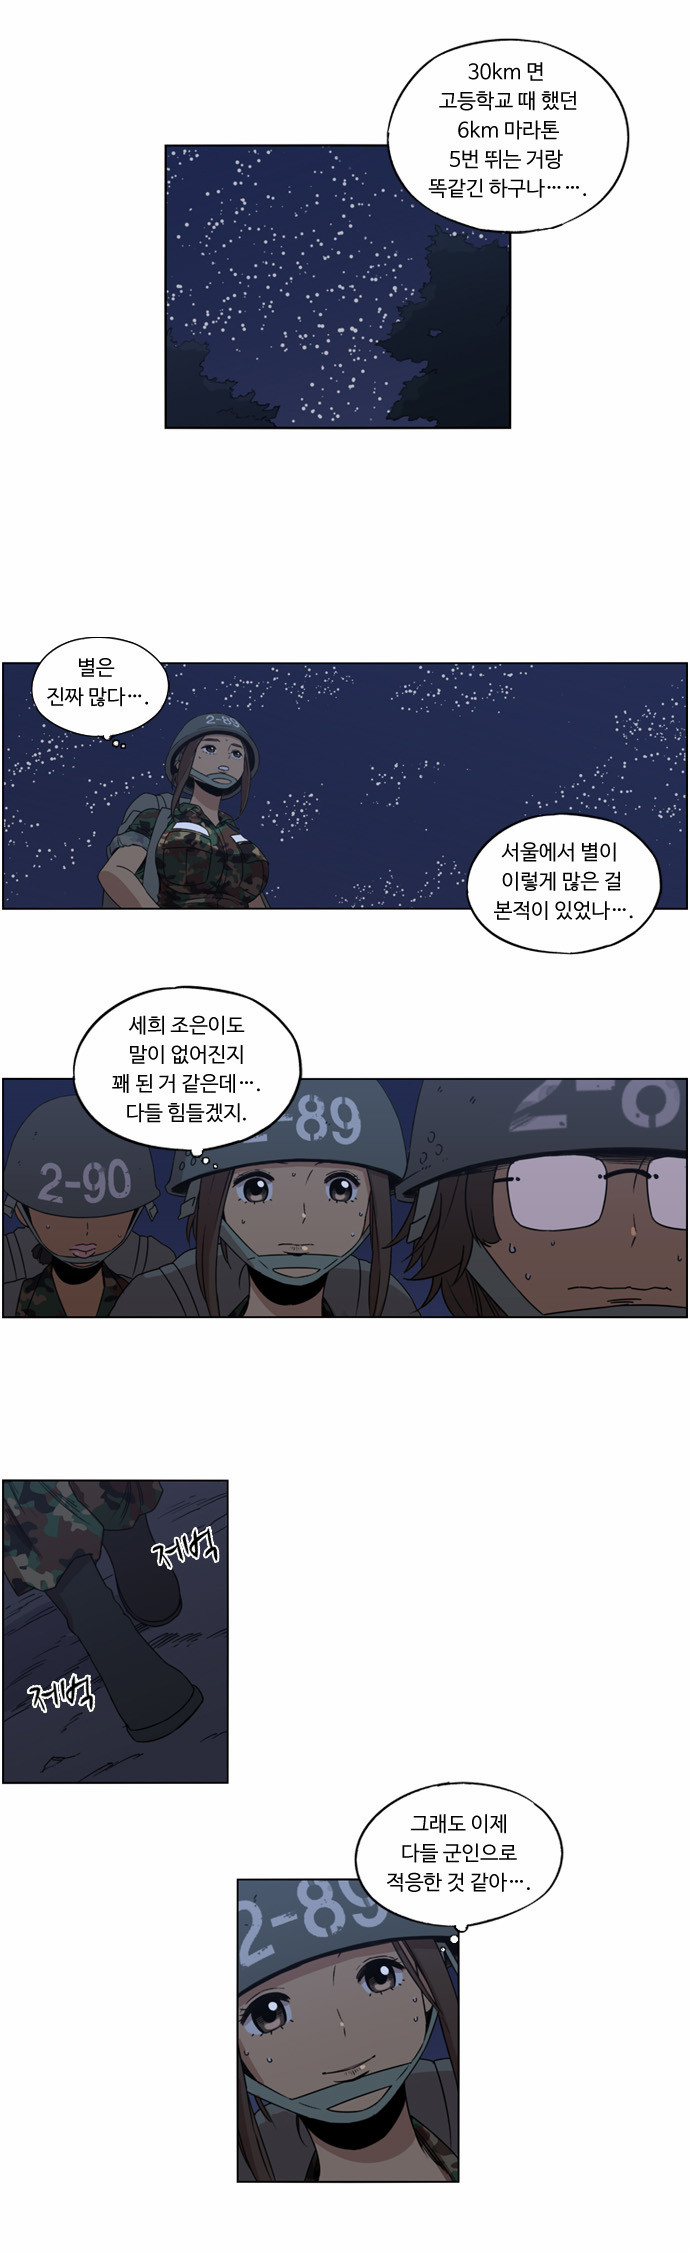 30km 면
고등학교 때 했던
6km 마라톤
5번 뛰는 거랑
똑같긴 하구나…….
별은
진짜 많다….
2-89
서울에서 별이
이렇게 많은 걸
본적이 있었나….
세희 조은이도
말이 없어진지
꽤 된 거 같은데….
다들 힘들겠지.
2-90
-89
2-8
저벅
저벅
그래도 이제
다들 군인으로
적응한 것 같아….
2-89